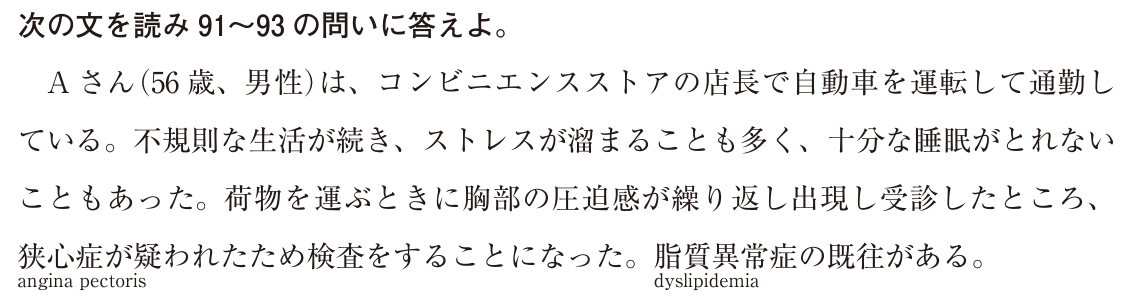 次の文を読み 91～93 の問いに答えよ。
A さん(56 歳、男性)は、コンビニエンスストアの店長で自動車を運転して通勤し
ている。不規則な生活が続き、ストレスが溜まることも多く、十分な睡眠がとれない
こともあった。荷物を運ぶときに胸部の圧迫感が繰り返し出現し受診したところ、
狭心症が疑われたため検査をすることになった。脂質異常症の既往がある。
angina pectoris dyslipidemia